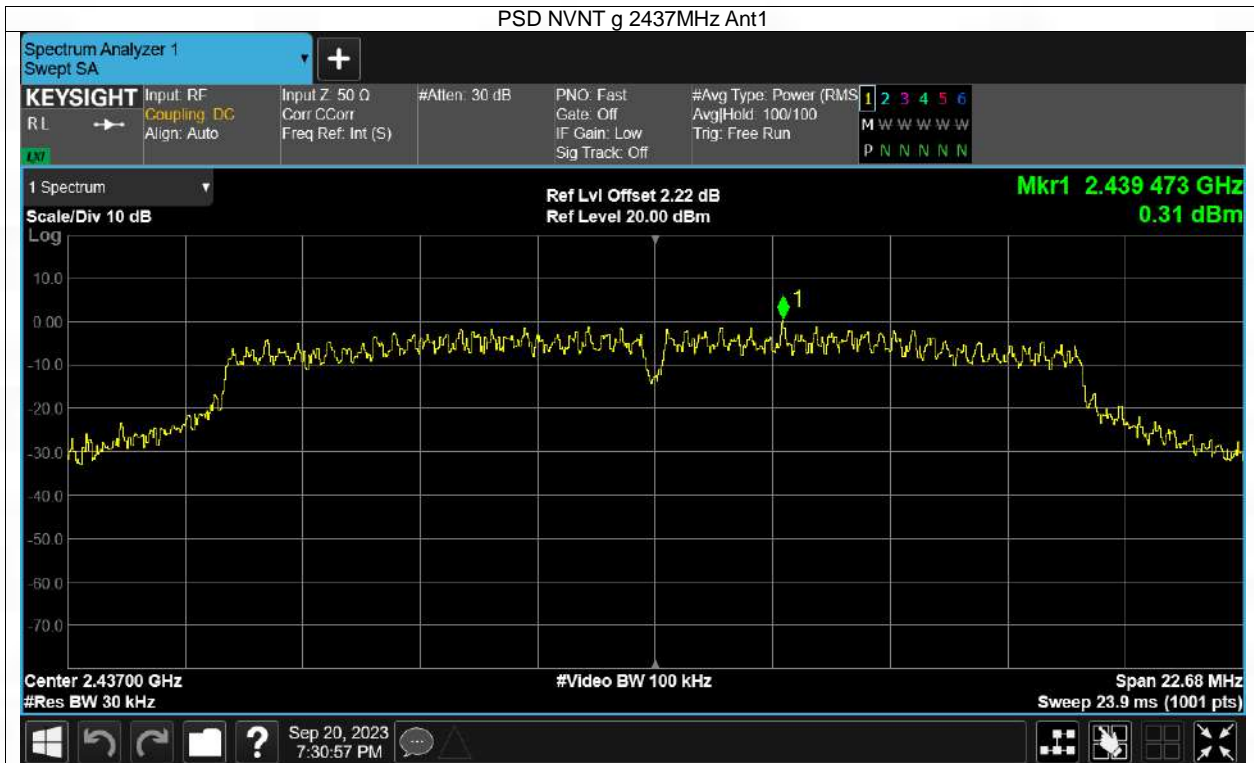 PSD NVNT g 2437MHz Ant1
Spectrum Analyzer 1
Swept SA
KEYSIGHT
RL
LXI
Input: RF
Coupling: DC
Align: Auto
Input Z: 50 Ω
Corr CCorr
Freq Ref: Int (S)
#Atten: 30 dB
PNO: Fast
Gate: Off
IF Gain: Low
Sig Track: Off
#Avg Type: Power (RMS
Avg|Hold: 100/100
Trig: Free Run
1 2 3 4 5 6
M W W W W W
P N N N N N
1 Spectrum
Scale/Div 10 dB
Log
Ref Lvl Offset 2.22 dB
Ref Level 20.00 dBm
Mkr1 2.439 473 GHz
0.31 dBm
10.0
0.00
-10.0
-20.0
-30.0
-40.0
-50.0
-60.0
-70.0
1
Center 2.43700 GHz
#Res BW 30 kHz
#Video BW 100 kHz
Span 22.68 MHz
Sweep 23.9 ms (1001 pts)
?
Sep 20, 2023
7:30:57 PM